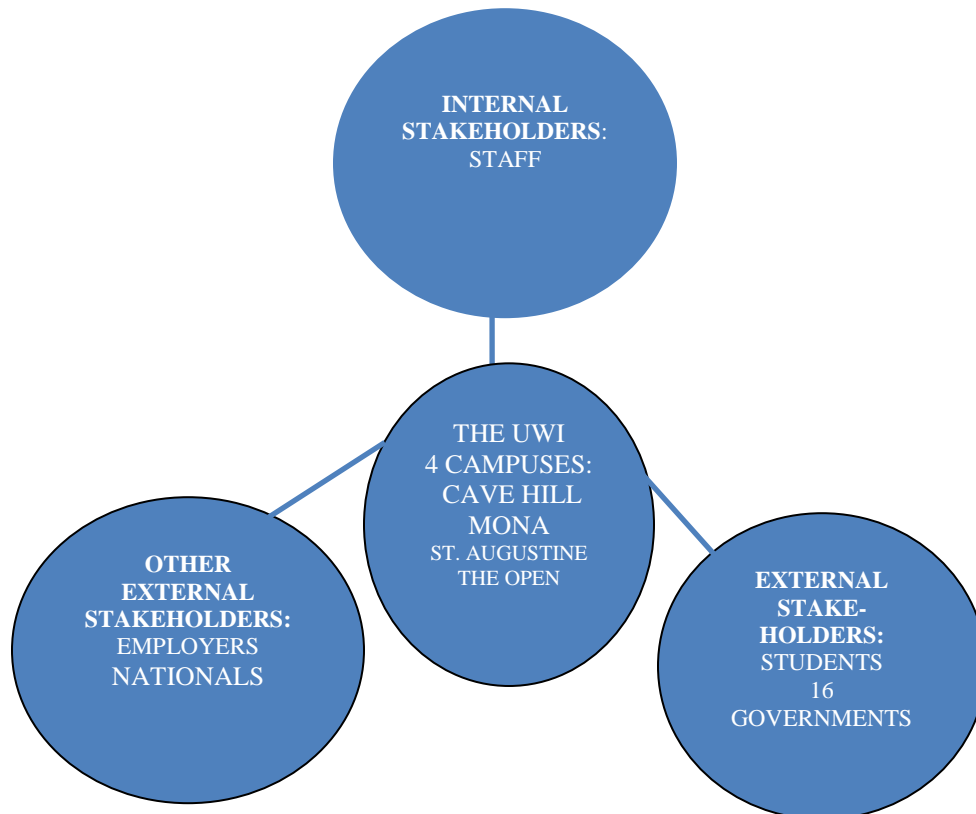 INTERNAL
STAKEHOLDERS:
STAFF
THE UWI
4 CAMPUSES:
CAVE HILL
MONA
ST. AUGUSTINE
THE OPEN
OTHER
EXTERNAL
STAKEHOLDERS:
EMPLOYERS
NATIONALS
EXTERNAL
STAKE-
HOLDERS:
STUDENTS
16
GOVERNMENTS